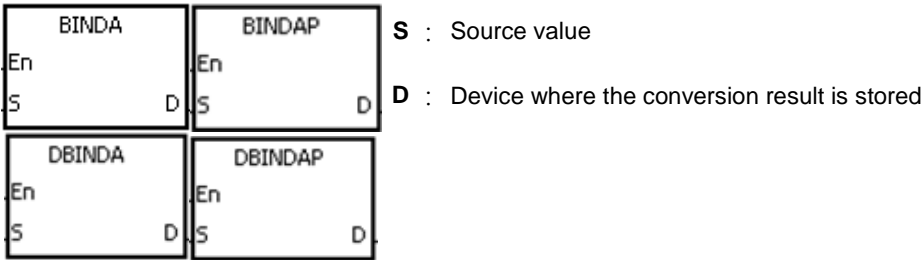 BINDA
En
S D
BINDAP
En
S D
DBINDA
En
S D
DBINDAP
En
S D
S : Source value
D : Device where the conversion result is stored